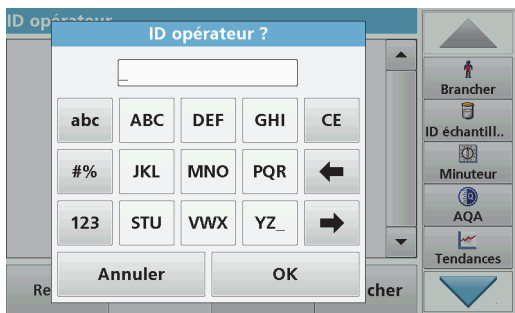 ID opérateur
ID opérateur ?
_
abc ABC DEF GHI CE
#% JKL MNO PQR
123 STU VWX YZ_
Annuler OK
Brancher
ID échantill..
Minuteur
AQA
Tendances